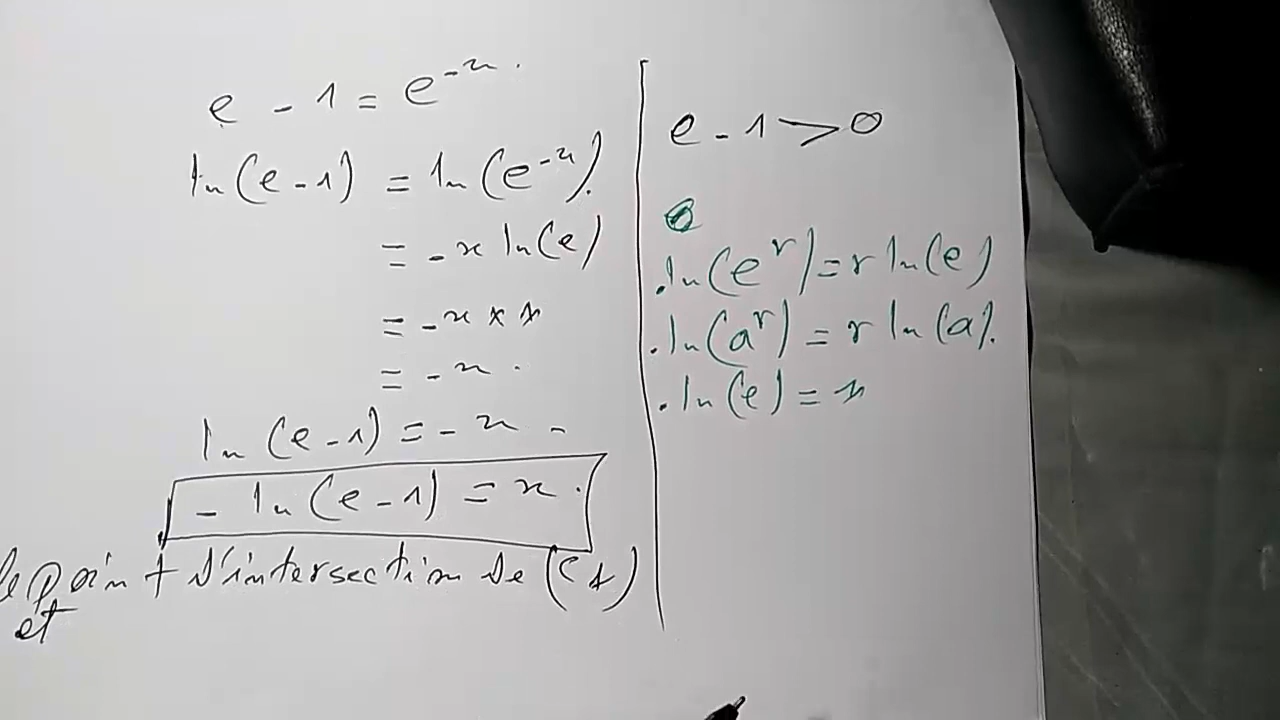 e - 1 = e^{-x}.
ln(e-1) = ln(e^{-x}).
= -x ln(e)
= -x × 1
= -x.
ln(e-1) = -x -
- ln(e-1) = x.
le point d'intersection de (C1)
et
e - 1 > 0
.ln(e^r) = r ln(e)
.ln(a^r) = r ln(a).
.ln(e) = 1